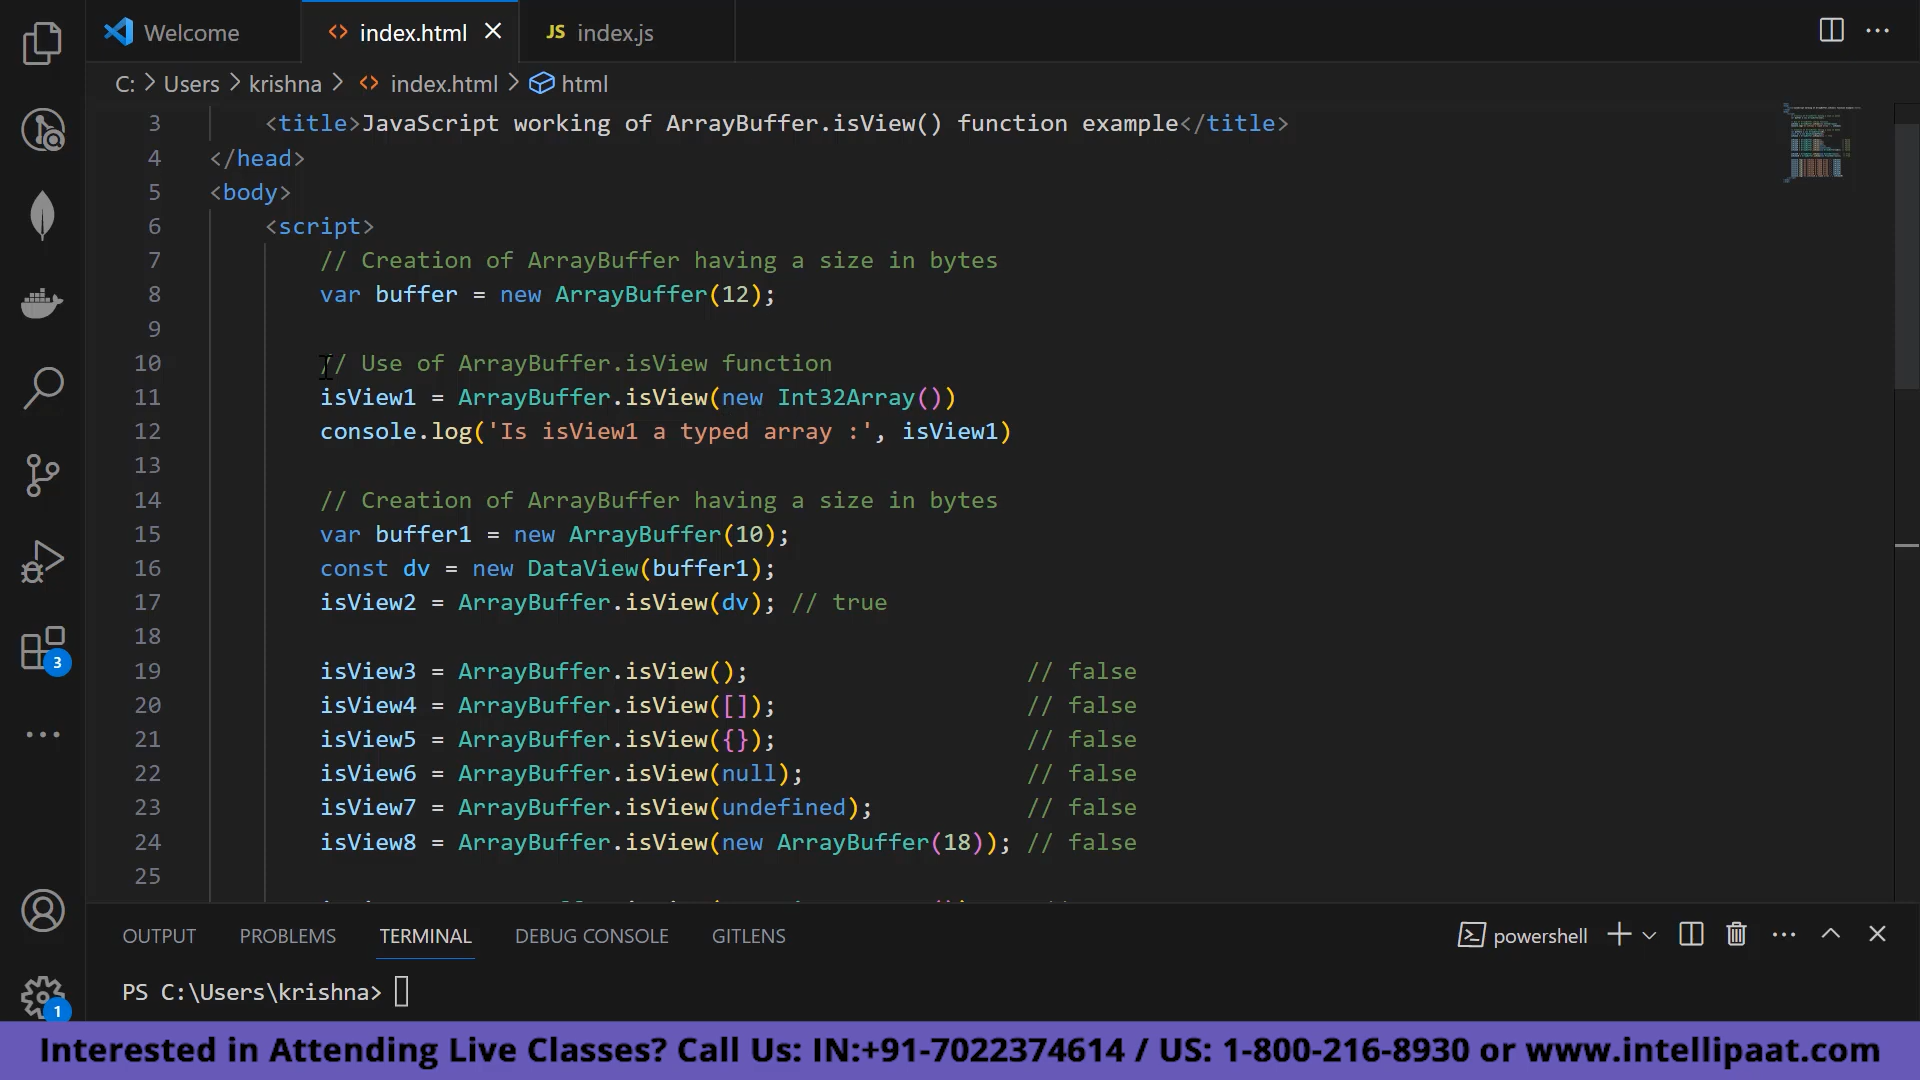 Welcome
<> index.html
JS index.js
C: > Users > krishna > <> index.html > html
3 <title>JavaScript working of ArrayBuffer.isView() function example</title>
4 </head>
5 <body>
6 <script>
7 // Creation of ArrayBuffer having a size in bytes
8 var buffer = new ArrayBuffer(12);
9
10 // Use of ArrayBuffer.isView function
11 isView1 = ArrayBuffer.isView(new Int32Array())
12 console.log('Is isView1 a typed array :', isView1)
13
14 // Creation of ArrayBuffer having a size in bytes
15 var buffer1 = new ArrayBuffer(10);
16 const dv = new DataView(buffer1);
17 isView2 = ArrayBuffer.isView(dv); // true
18
19 isView3 = ArrayBuffer.isView(); // false
20 isView4 = ArrayBuffer.isView([]); // false
21 isView5 = ArrayBuffer.isView({}); // false
22 isView6 = ArrayBuffer.isView(null); // false
23 isView7 = ArrayBuffer.isView(undefined); // false
24 isView8 = ArrayBuffer.isView(new ArrayBuffer(18)); // false
25
3
1
OUTPUT PROBLEMS TERMINAL DEBUG CONSOLE GITLENS
powershell
PS C:\Users\krishna>
Interested in Attending Live Classes? Call Us: IN:+91-7022374614 / US: 1-800-216-8930 or www.intellipaat.com